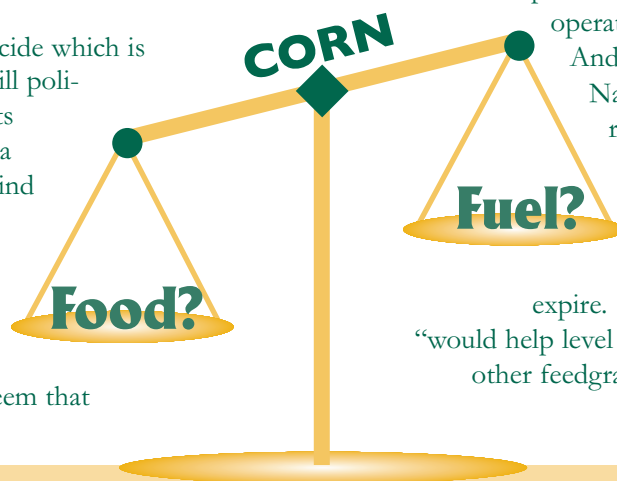 CORN
cide which is
ill poli-
ts
a
ind
Food?
eem that
operat
And
Na
r
Fuel?
expire.
“would help level
other feedgra